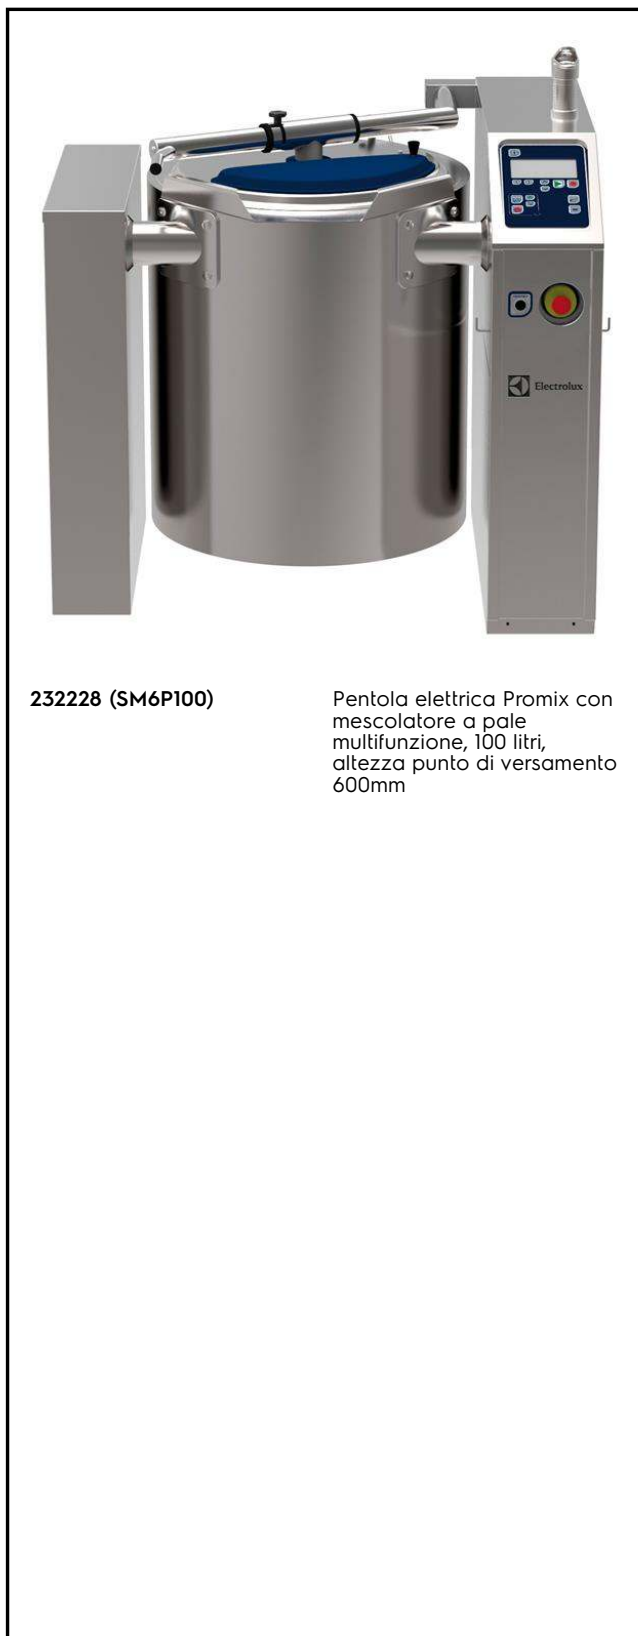 Electrolux
232228 (SM6P100)
Pentola elettrica Promix con
mescolatore a pale
multifunzione, 100 litri,
altezza punto di versamento
600mm